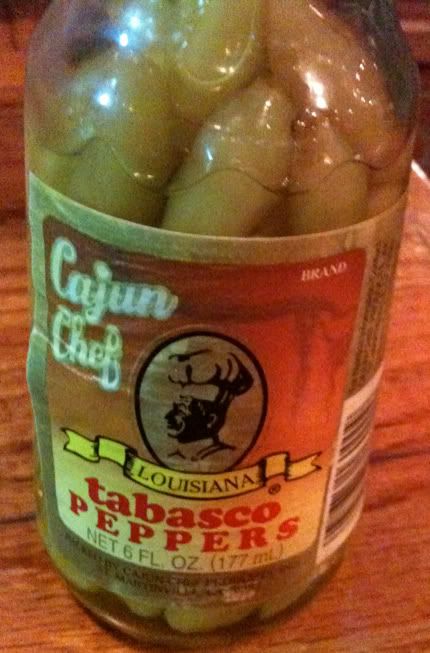 Cajun
BRAND
Chef
LOUISIANA
tabasco®
PEPPERS
NET 6 FL. OZ. (177 mL)